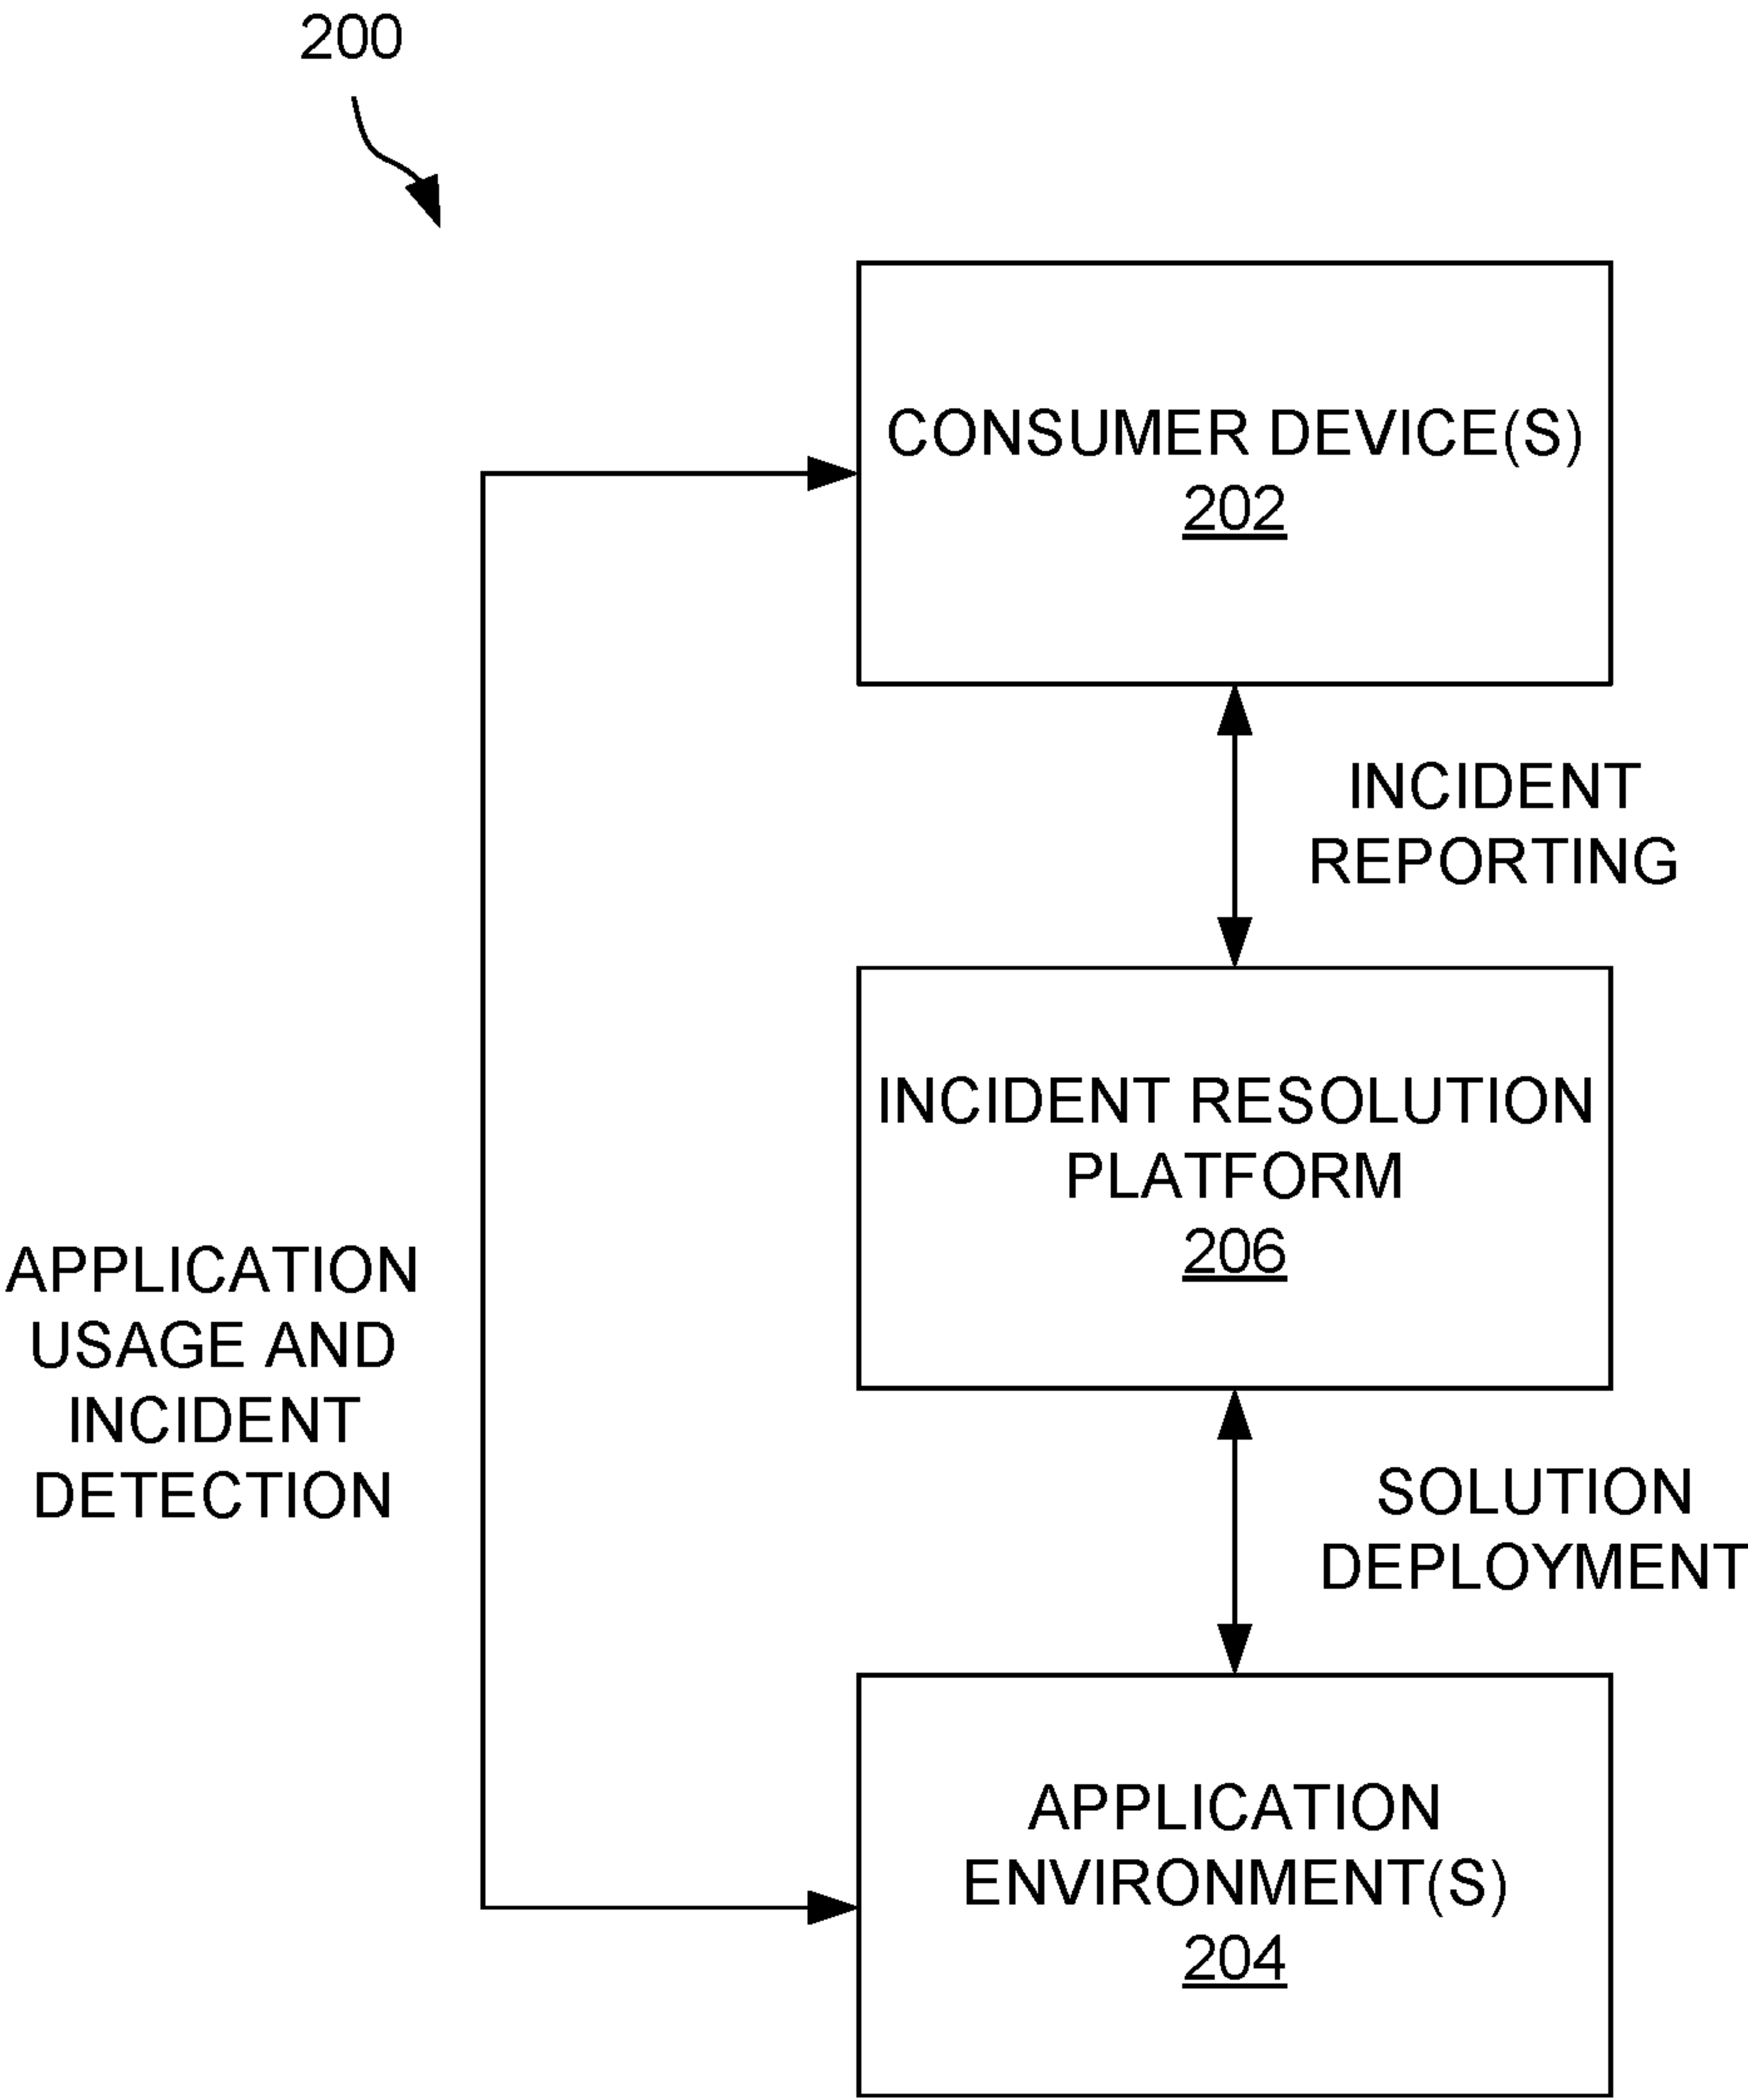 200
CONSUMER DEVICE(S)
202
INCIDENT
REPORTING
INCIDENT RESOLUTION
PLATFORM
206
APPLICATION
USAGE AND
INCIDENT
DETECTION
SOLUTION
DEPLOYMENT
APPLICATION
ENVIRONMENT(S)
204